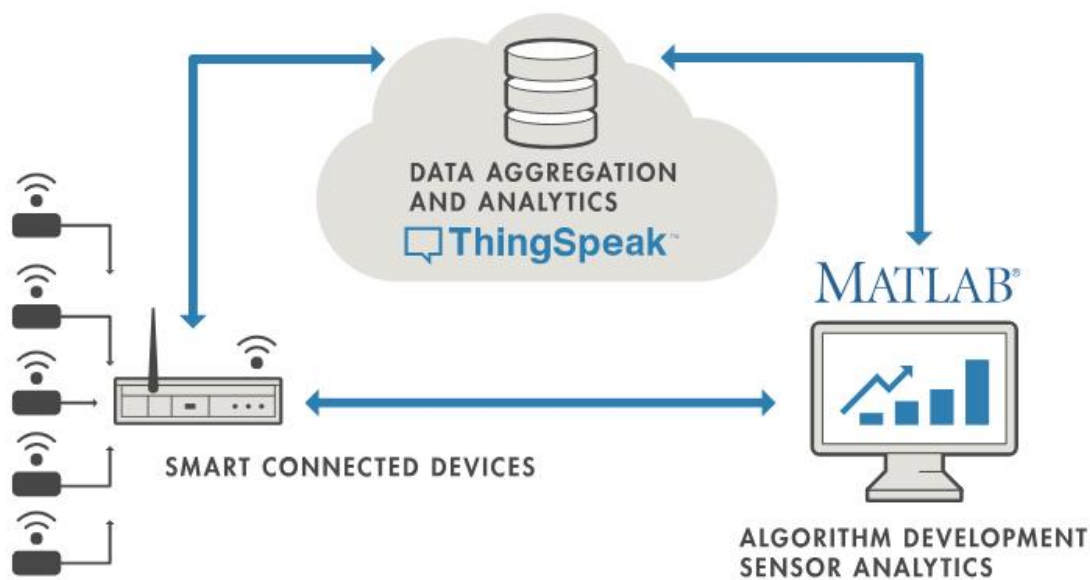 DATA AGGREGATION
AND ANALYTICS
ThingSpeak™
MATLAB®
SMART CONNECTED DEVICES
ALGORITHM DEVELOPMENT
SENSOR ANALYTICS